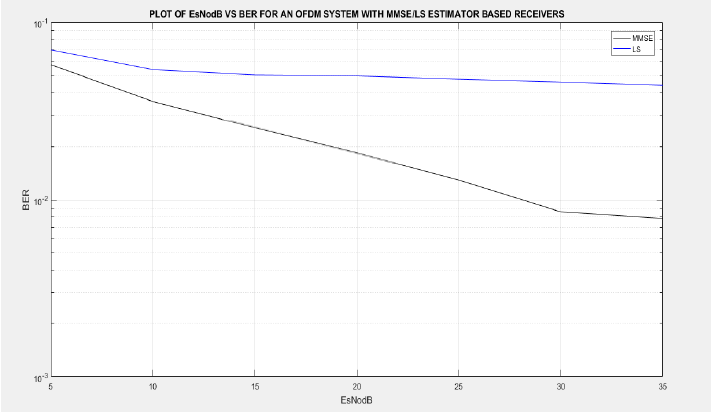 PLOT OF EsNodB VS BER FOR AN OFDM SYSTEM WITH MMSE/LS ESTIMATOR BASED RECEIVERS
MMSE
LS
BER
10-1
10-2
10-3
5 10 15 20 25 30 35
EsNodB